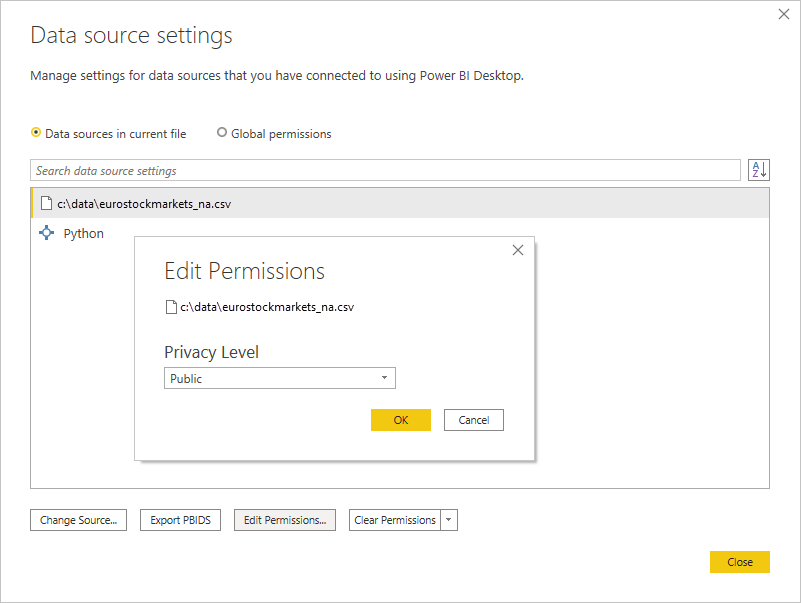 Data source settings
Manage settings for data sources that you have connected to using Power BI Desktop.
Data sources in current file
Global permissions
Search data source settings
A
Z
c:\data\eurostockmarkets_na.csv
Python
Edit Permissions
c:\data\eurostockmarkets_na.csv
Privacy Level
Public
OK
Cancel
Change Source...
Export PBIDS
Edit Permissions...
Clear Permissions
Close